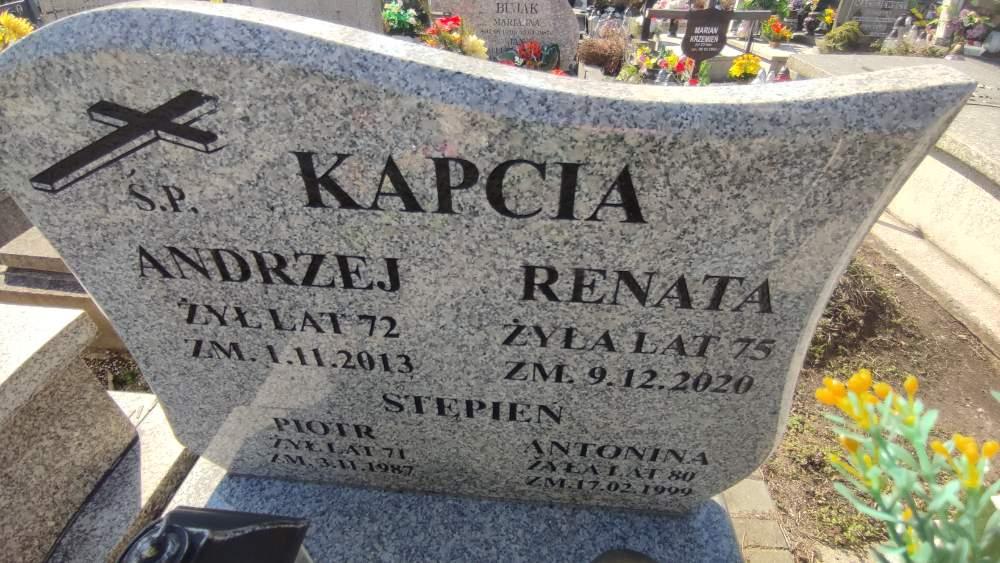 BUJAK
MARIANNA
MARIAN
KRZEMIEŃ
Ś.P.
KAPCIA
ANDRZEJ
ŻYŁ LAT 72
ZM. 1.11.2013
RENATA
ŻYŁA LAT 75
ZM. 9.12.2020
STĘPIEŃ
PIOTR
ŻYŁ LAT 71
ZM. 3.11.1987
ANTONINA
ŻYŁA LAT 80
ZM. 17.02.1999